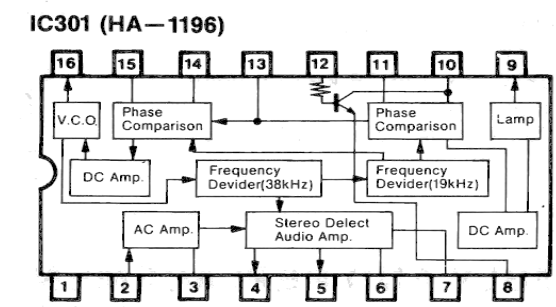 IC301 (HA-1196)
16 15 14 13 12 11 10 9
V.C.O.
Phase
Comparison
Phase
Comparison
Lamp
DC Amp.
Frequency
Devider(38kHz)
Frequency
Devider(19kHz)
AC Amp.
Stereo Delect
Audio Amp.
DC Amp.
1 2 3 4 5 6 7 8